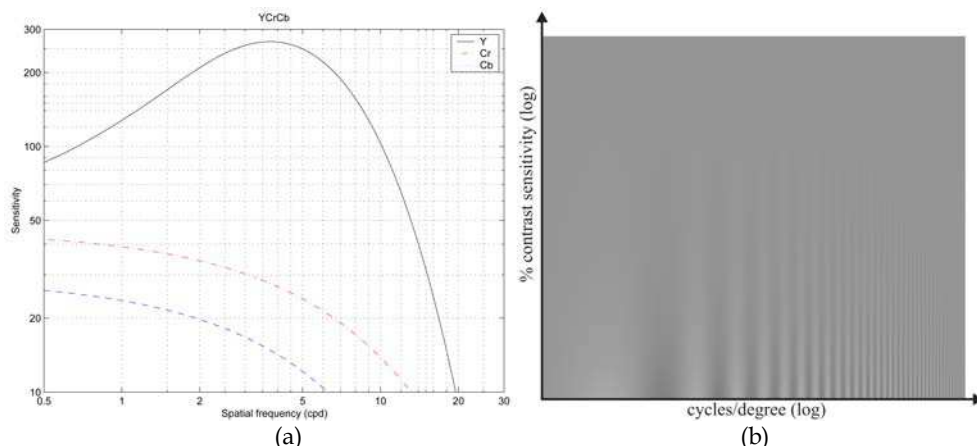 YCrCb
300
200
100
50
20
10
Sensitivity
0.5 1 2 5 10 20 30
Spatial frequency (cpd)
Y
Cr
Cb
(a)
% contrast sensitivity (log)
cycles/degree (log)
(b)